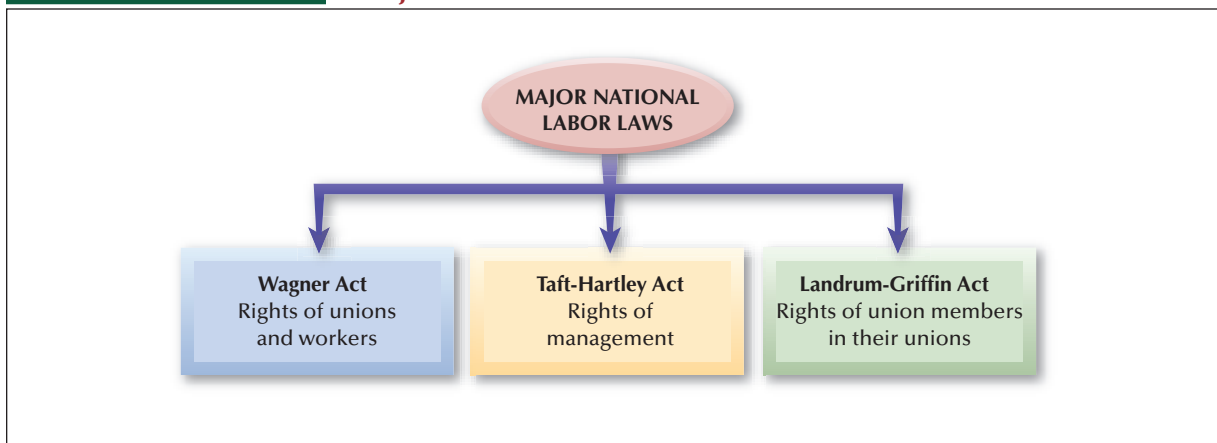 MAJOR NATIONAL
LABOR LAWS
Wagner Act
Rights of unions
and workers
Taft-Hartley Act
Rights of
management
Landrum-Griffin Act
Rights of union members
in their unions